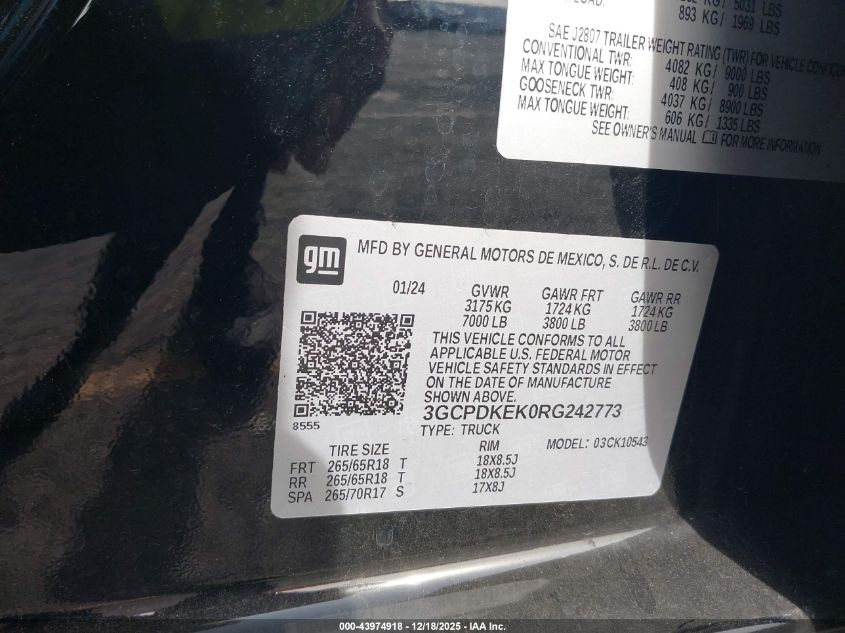 5031 LBS
893 KG / 1969 LBS
SAE J2807 TRAILER WEIGHT RATING (TWR) FOR VEHICLE
CONVENTIONAL TWR: 4082 KG / 9000 LBS
MAX TONGUE WEIGHT: 408 KG / 900 LBS
GOOSENECK TWR: 4037 KG / 8900 LBS
MAX TONGUE WEIGHT: 606 KG / 1335 LBS
SEE OWNER'S MANUAL FOR MORE INFORMATION
gm MFD BY GENERAL MOTORS DE MEXICO, S. DE R.L. DE C.V.
01/24 GVWR GAWR FRT GAWR RR
3175 KG 1724 KG 1724 KG
7000 LB 3800 LB 3800 LB
THIS VEHICLE CONFORMS TO ALL
APPLICABLE U.S. FEDERAL MOTOR
VEHICLE SAFETY STANDARDS IN EFFECT
ON THE DATE OF MANUFACTURE
SHOWN ABOVE.
3GCPDKEK0RG242773
8555 TYPE: TRUCK MODEL: 03CK10543
TIRE SIZE RIM
FRT 265/65R18 T 18X8.5J
RR 265/65R18 T 18X8.5J
SPA 265/70R17 S 17X8J
000-43974918 - 12/18/2025 - IAA Inc.